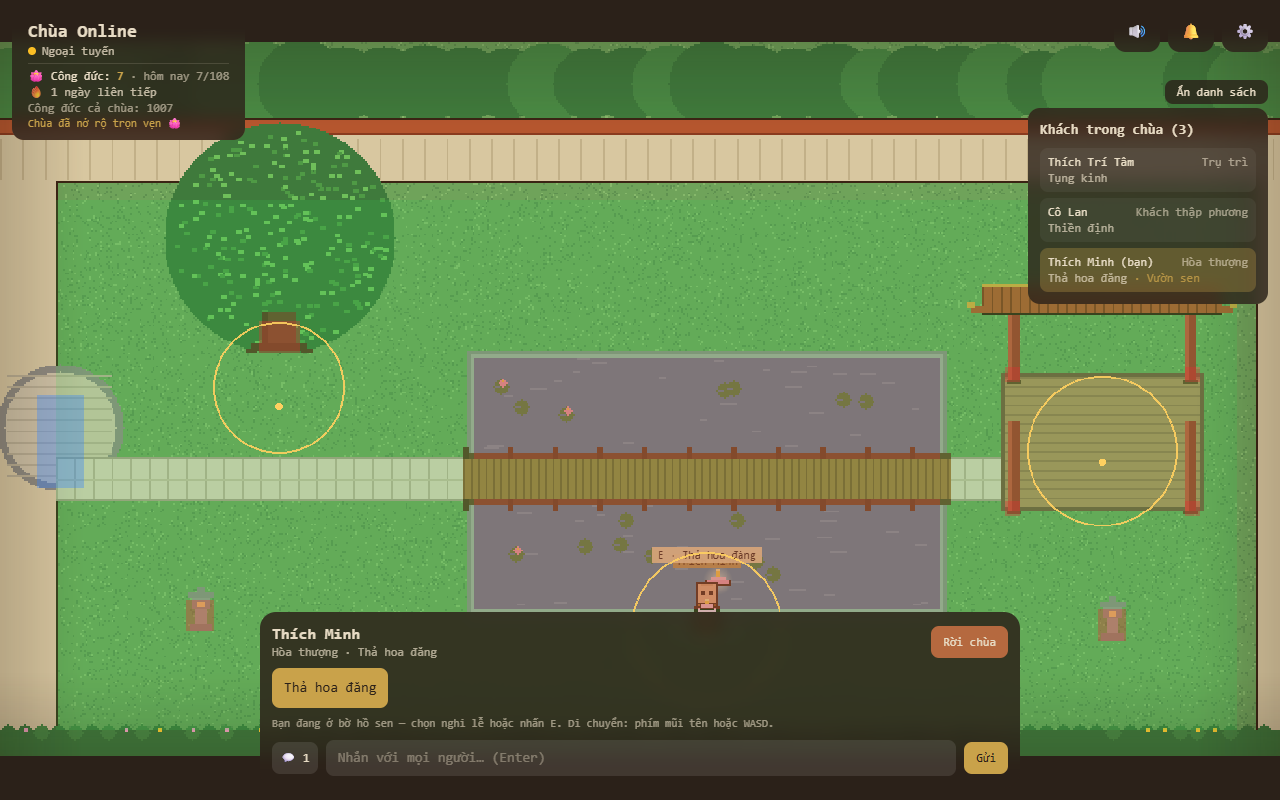 Chùa Online
Ngoại tuyến
Công đức: 7 · hôm nay 7/108
1 ngày liên tiếp
Công đức cả chùa: 1007
Chùa đã nở rộ trọn vẹn
Ẩn danh sách
Khách trong chùa (3)
Thích Trí Tâm Trụ trì
Tụng kinh
Cô Lan Khách thập phương
Thiền định
Thích Minh (bạn) Hòa thượng
Thả hoa đăng · Vườn sen
E · Thả hoa đăng
Thích Minh
Hòa thượng · Thả hoa đăng
Rời chùa
Thả hoa đăng
Bạn đang ở bờ hồ sen — chọn nghi lễ hoặc nhấn E. Di chuyển: phím mũi tên hoặc WASD.
1
Nhắn với mọi người… (Enter)
Gửi